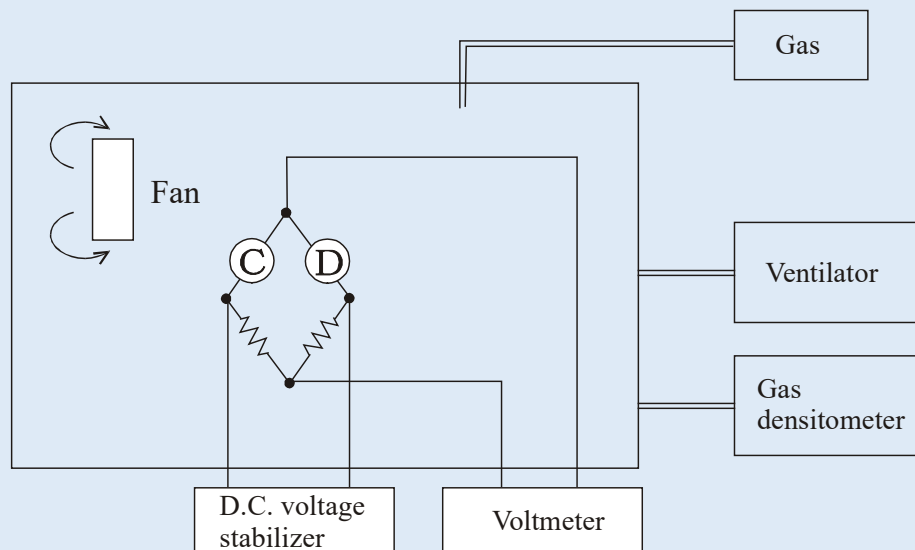 Gas
Fan
C
D
Ventilator
Gas
densitometer
D.C. voltage
stabilizer
Voltmeter